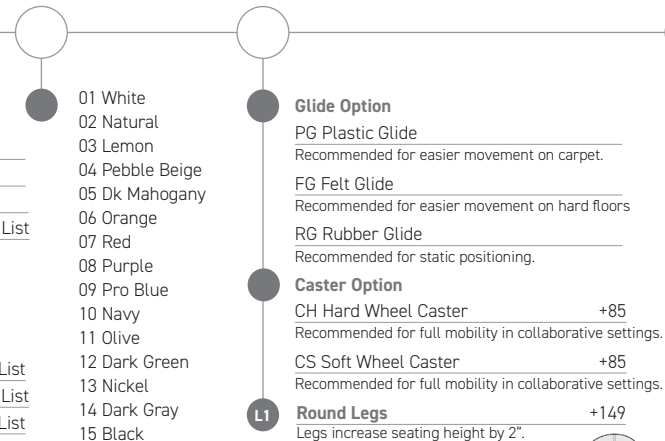 List
List
List
List
01 White
02 Natural
03 Lemon
04 Pebble Beige
05 Dk Mahogany
06 Orange
07 Red
08 Purple
09 Pro Blue
10 Navy
11 Olive
12 Dark Green
13 Nickel
14 Dark Gray
15 Black
Glide Option
PG Plastic Glide
Recommended for easier movement on carpet.
FG Felt Glide
Recommended for easier movement on hard floors
RG Rubber Glide
Recommended for static positioning.
Caster Option
CH Hard Wheel Caster +85
Recommended for full mobility in collaborative settings.
CS Soft Wheel Caster +85
Recommended for full mobility in collaborative settings.
L1 Round Legs +149
Legs increase seating height by 2".